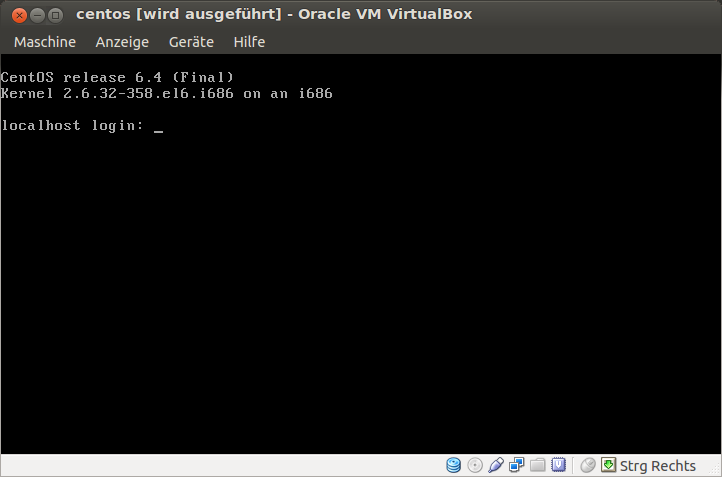 centos [wird ausgeführt] - Oracle VM VirtualBox
Maschine Anzeige Geräte Hilfe
CentOS release 6.4 (Final)
Kernel 2.6.32-358.el6.i686 on an i686
localhost login: _
Strg Rechts